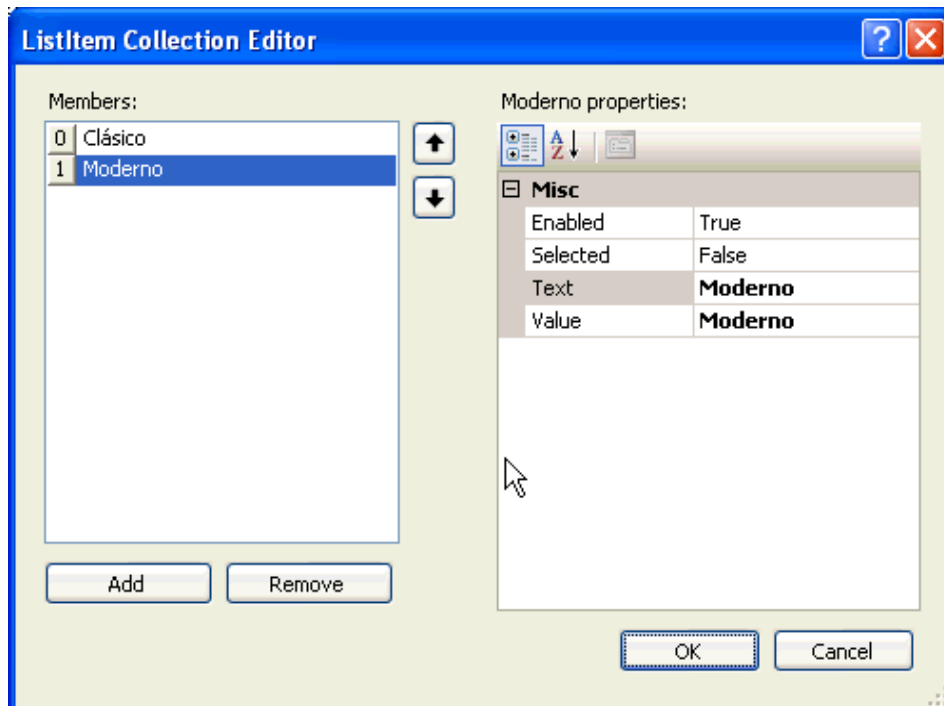 ListItem Collection Editor
Members:
0 Clásico
1 Moderno
Add Remove
Moderno properties:
A
Z
Misc
Enabled True
Selected False
Text Moderno
Value Moderno
OK Cancel